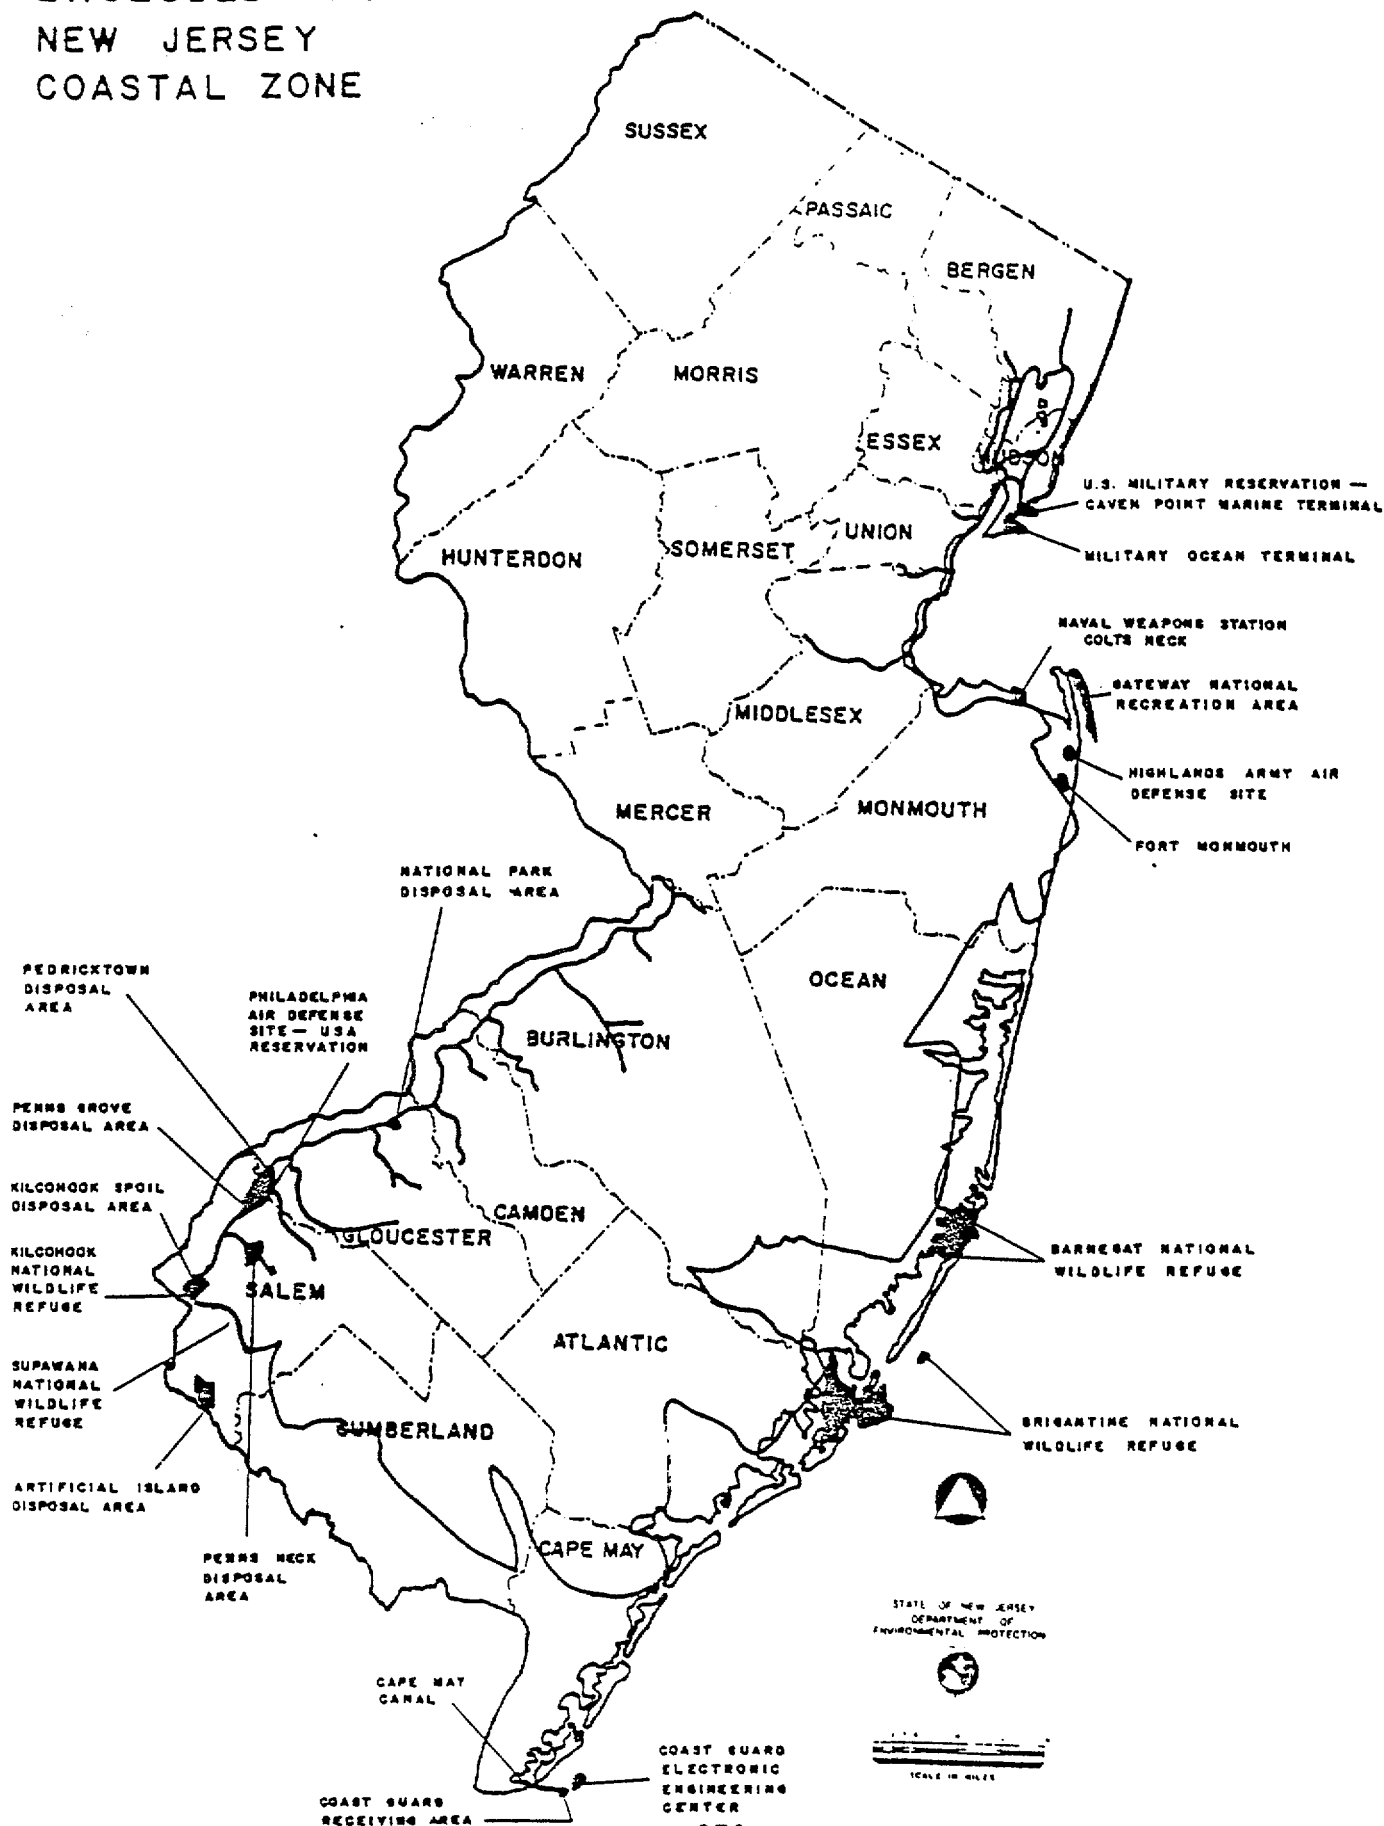 NEW JERSEY
COASTAL ZONE
SUSSEX
PASSAIC
BERGEN
WARREN
MORRIS
ESSEX
HUDSON
U.S. MILITARY RESERVATION —
CAVEN POINT MARINE TERMINAL
UNION
SOMERSET
HUNTERDON
MILITARY OCEAN TERMINAL
NAVAL WEAPONS STATION
COLTS NECK
GATEWAY NATIONAL
RECREATION AREA
MIDDLESEX
HIGHLANDS ARMY AIR
DEFENSE SITE
MERCER
MONMOUTH
FORT MONMOUTH
NATIONAL PARK
DISPOSAL AREA
PEDRICKTOWN
DISPOSAL
AREA
PHILADELPHIA
AIR DEFENSE
SITE — USA
RESERVATION
OCEAN
BURLINGTON
PENNS GROVE
DISPOSAL AREA
KILCOHOOK SPOIL
DISPOSAL AREA
CAMDEN
GLOUCESTER
KILCOHOOK
NATIONAL
WILDLIFE
REFUGE
SALEM
BARNEGAT NATIONAL
WILDLIFE REFUGE
ATLANTIC
SUPAWANA
NATIONAL
WILDLIFE
REFUGE
CUMBERLAND
BRIGANTINE NATIONAL
WILDLIFE REFUGE
ARTIFICIAL ISLAND
DISPOSAL AREA
PENNS NECK
DISPOSAL
AREA
CAPE MAY
STATE OF NEW JERSEY
DEPARTMENT OF
ENVIRONMENTAL PROTECTION
CAPE MAY
CANAL
SCALE IN MILES
COAST GUARD
ELECTRONIC
ENGINEERING
CENTER
COAST GUARD
RECEIVING AREA